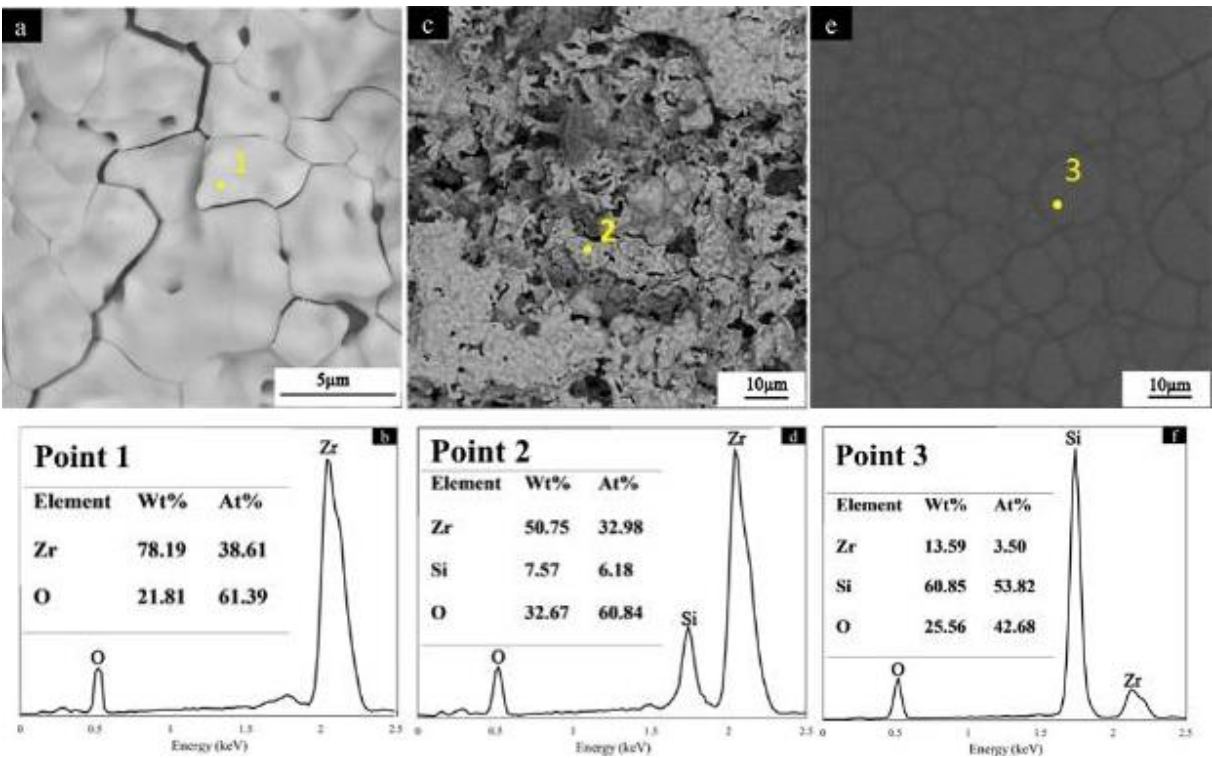 a
1
5μm
c
2
10μm
e
3
10μm
b
Point 1
Element Wt% At%
Zr 78.19 38.61
O 21.81 61.39
O
Zr
0 0.5 1 1.5 2 2.5
Energy (keV)
d
Point 2
Element Wt% At%
Zr 50.75 32.98
Si 7.57 6.18
O 32.67 60.84
O
Si
Zr
0 0.5 1 1.5 2 2.5
Energy (keV)
f
Point 3
Element Wt% At%
Zr 13.59 3.50
Si 60.85 53.82
O 25.56 42.68
O
Si
Zr
0 0.5 1 1.5 2 2.5
Energy (keV)